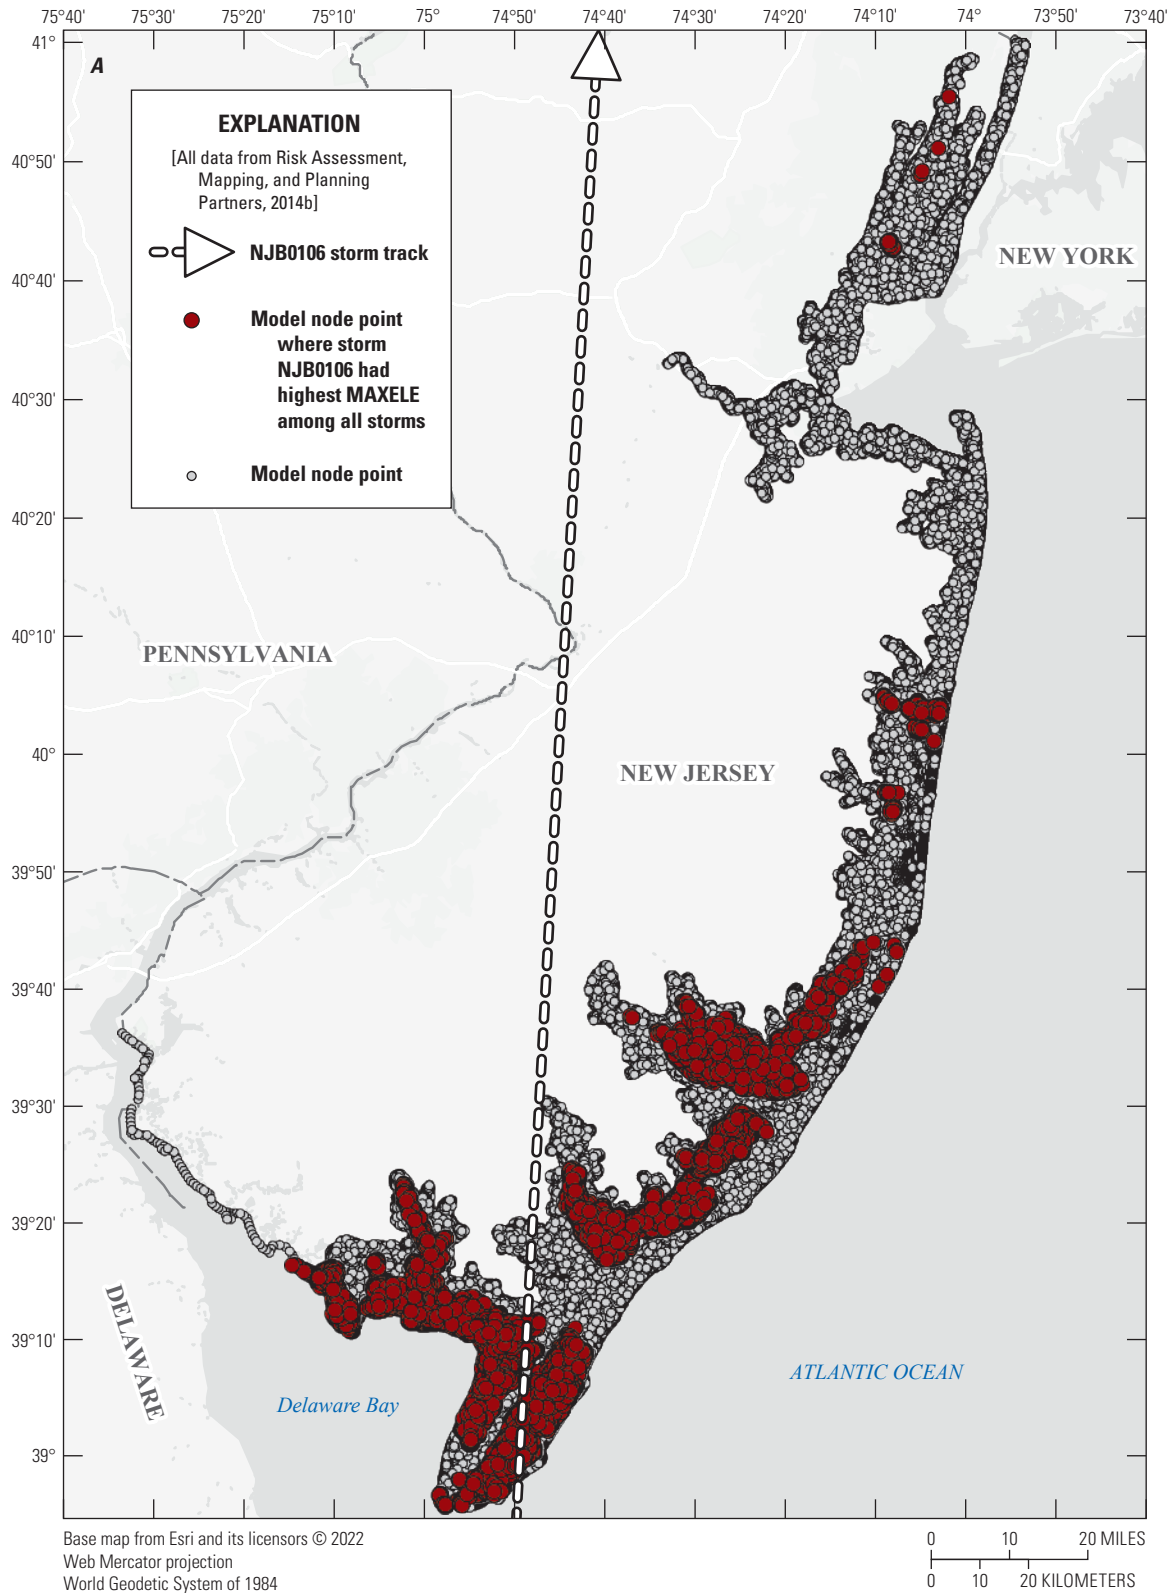 75°40' 75°30' 75°20' 75°10' 75° 74°50' 74°40' 74°30' 74°20' 74°10' 74° 73°50' 73°40'
41°
A
EXPLANATION
[All data from Risk Assessment,
Mapping, and Planning
Partners, 2014b]
NJB0106 storm track
Model node point
where storm
NJB0106 had
highest MAXELE
among all storms
Model node point
40°50'
NEW YORK
40°40'
40°30'
40°20'
40°10'
PENNSYLVANIA
40°
NEW JERSEY
39°50'
39°40'
39°30'
39°20'
39°10'
DELAWARE
ATLANTIC OCEAN
Delaware Bay
39°
Base map from Esri and its licensors © 2022
Web Mercator projection
World Geodetic System of 1984
0 10 20 MILES
0 10 20 KILOMETERS